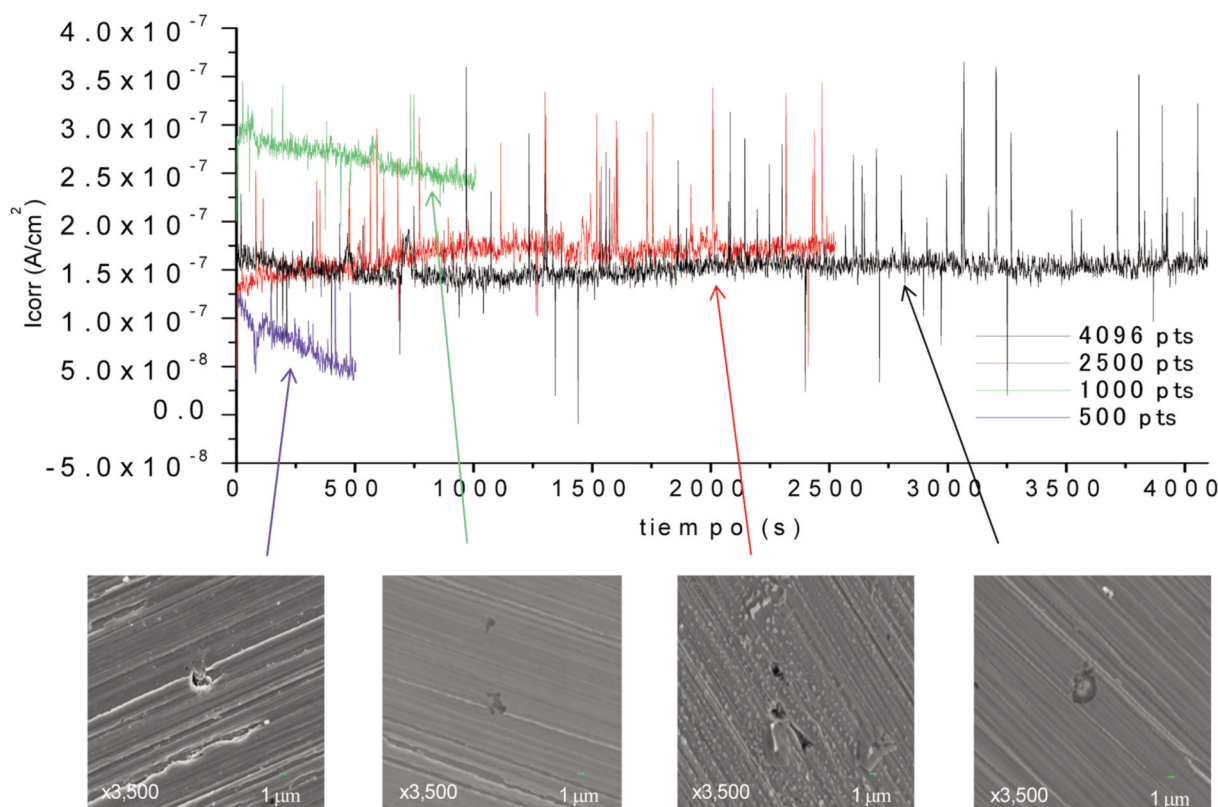 4.0x10 -7
3.5x10 -7
3.0x10 -7
2.5x10 -7
2.0x10 -7
1.5x10 -7
1.0x10 -7
5.0x10 -8
0.0
-5.0x10 -8
Icorr (A/cm²)
0 500 1000 1500 2000 2500 3000 3500 4000
tiempo (s)
4096 pts
2500 pts
1000 pts
500 pts
x3,500 1 µm
x3,500 1 µm
x3,500 1 µm
x3,500 1 µm